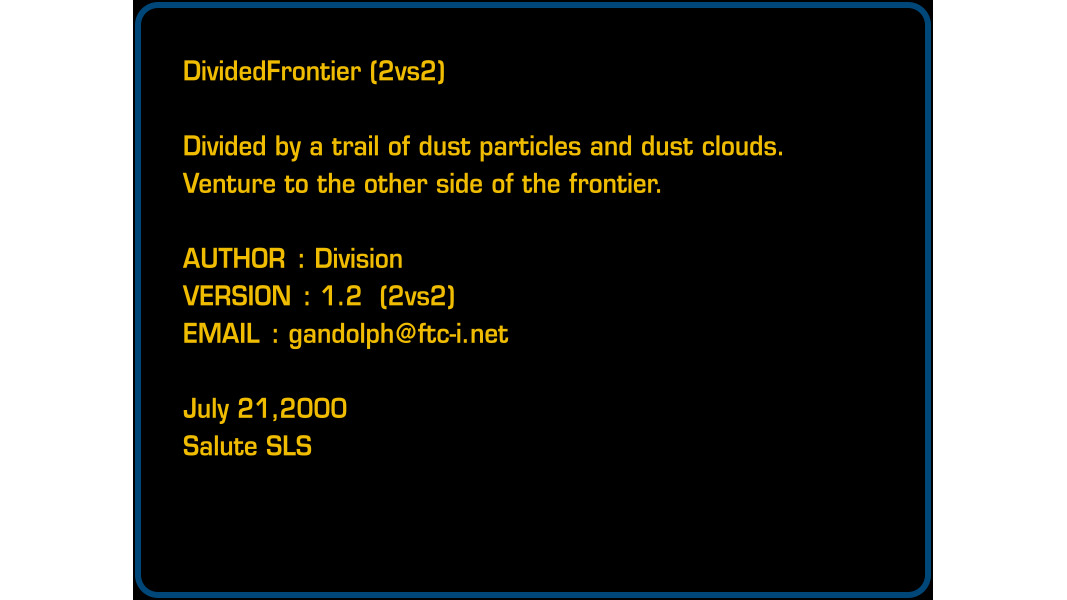 DividedFrontier (2vs2)
Divided by a trail of dust particles and dust clouds.
Venture to the other side of the frontier.
AUTHOR : Division
VERSION : 1.2 (2vs2)
EMAIL : gandolph@ftc-i.net
July 21,2000
Salute SLS